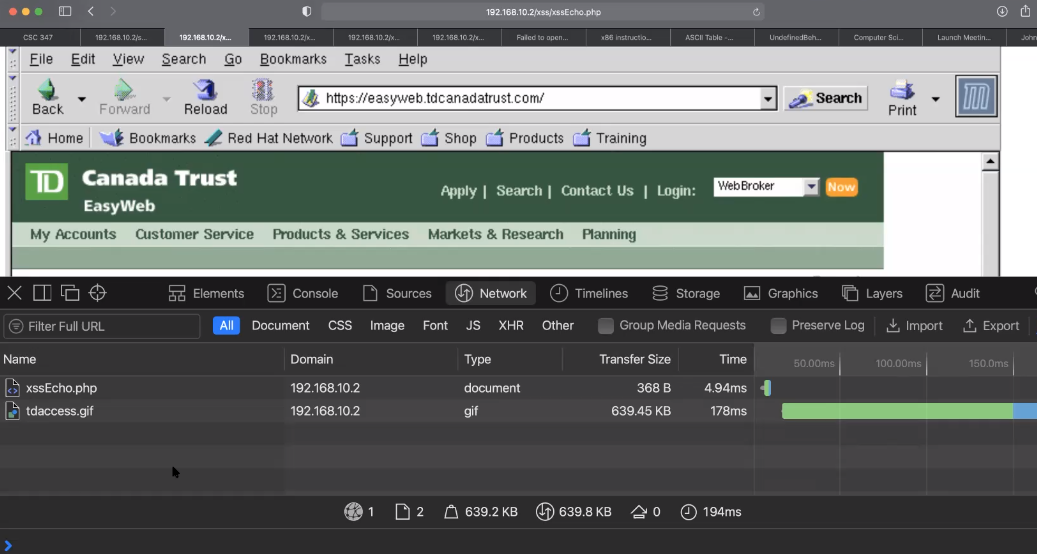 192.168.10.2/xss/xssEcho.php
CSC 347 192.168.10.2/s... 192.168.10.2/x... 192.168.10.2/x... 192.168.10.2/x... 192.168.10.2/x... Failed to open... x86 instructio... ASCII Table -... UndefinedBeh... Computer Sci... Launch Meetin... John
File Edit View Search Go Bookmarks Tasks Help
https://easyweb.tdcanadatrust.com/ Search
Back Forward Reload Stop Print
Home Bookmarks Red Hat Network Support Shop Products Training
TD Canada Trust
EasyWeb
Apply | Search | Contact Us | Login: WebBroker Now
My Accounts Customer Service Products & Services Markets & Research Planning
Elements Console Sources Network Timelines Storage Graphics Layers Audit
Filter Full URL All Document CSS Image Font JS XHR Other Group Media Requests Preserve Log Import Export
Name Domain Type Transfer Size Time 50.00ms 100.00ms 150.0ms
xssEcho.php 192.168.10.2 document 368 B 4.94ms
tdaccess.gif 192.168.10.2 gif 639.45 KB 178ms
1 2 639.2 KB 639.8 KB 0 194ms